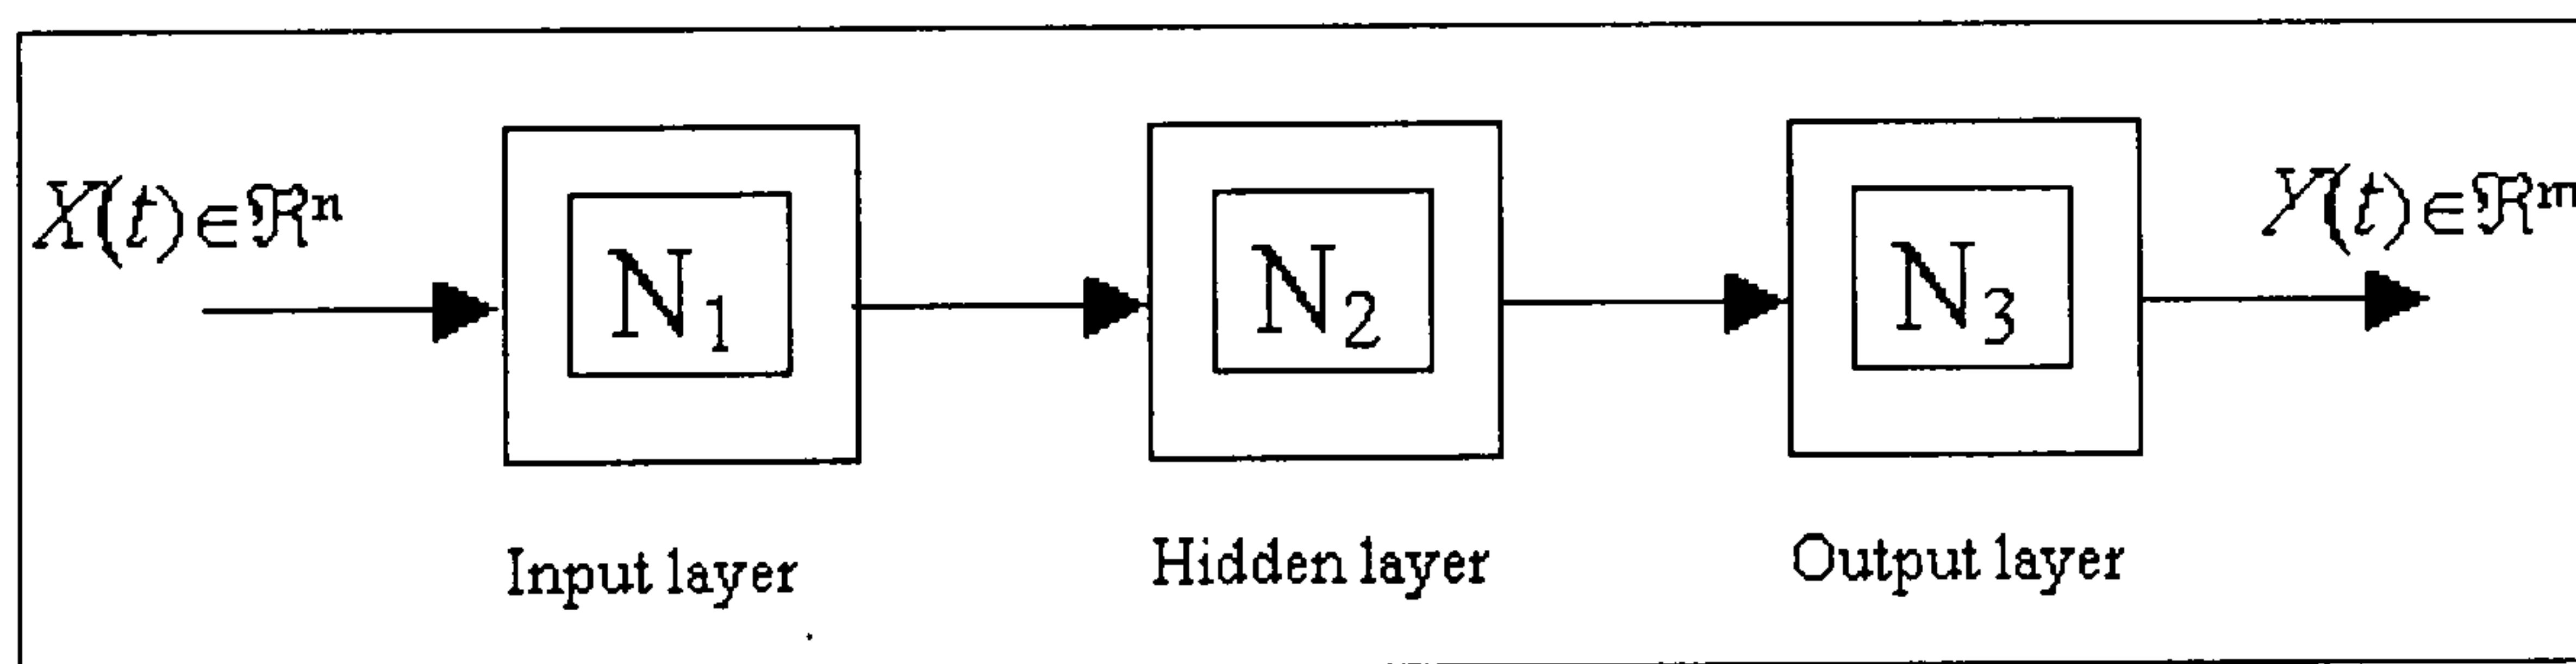 X(t)∈ℜⁿ
Y(t)∈ℜᵐ
N₁
N₂
N₃
Input layer
Hidden layer
Output layer